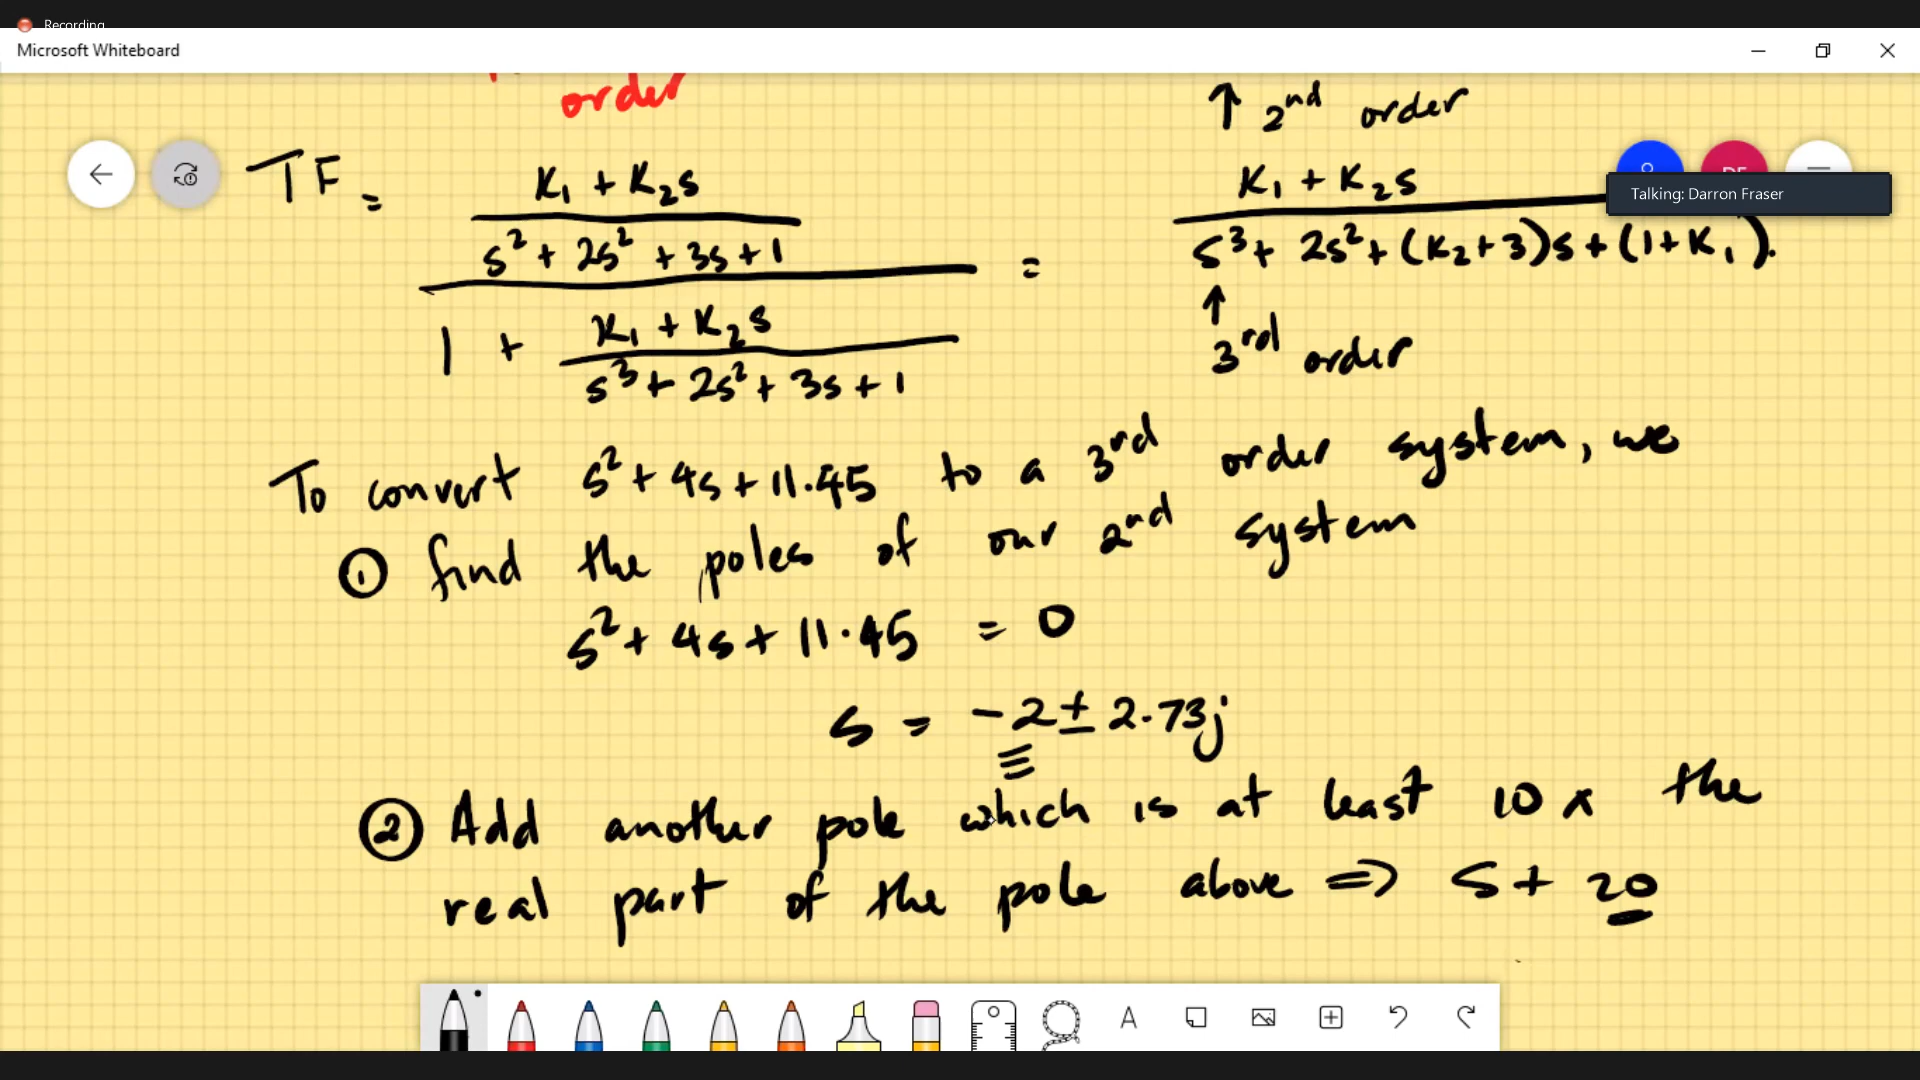 Recording
Microsoft Whiteboard
order
↑ 2nd order
TF = (K₁ + K₂s)/(s² + 2s² + 3s + 1) / (1 + (K₁ + K₂s)/(s³ + 2s² + 3s + 1)) = (K₁ + K₂s)/(s³ + 2s² + (K₂+3)s + (1+K₁)).
Talking: Darron Fraser
↑
3rd order
To convert s² + 4s + 11.45 to a 3rd order system, we
① find the poles of our 2nd system
s² + 4s + 11.45 = 0
s = -2 ± 2.73j
② Add another pole which is at least 10 x the
real part of the pole above => s + 20